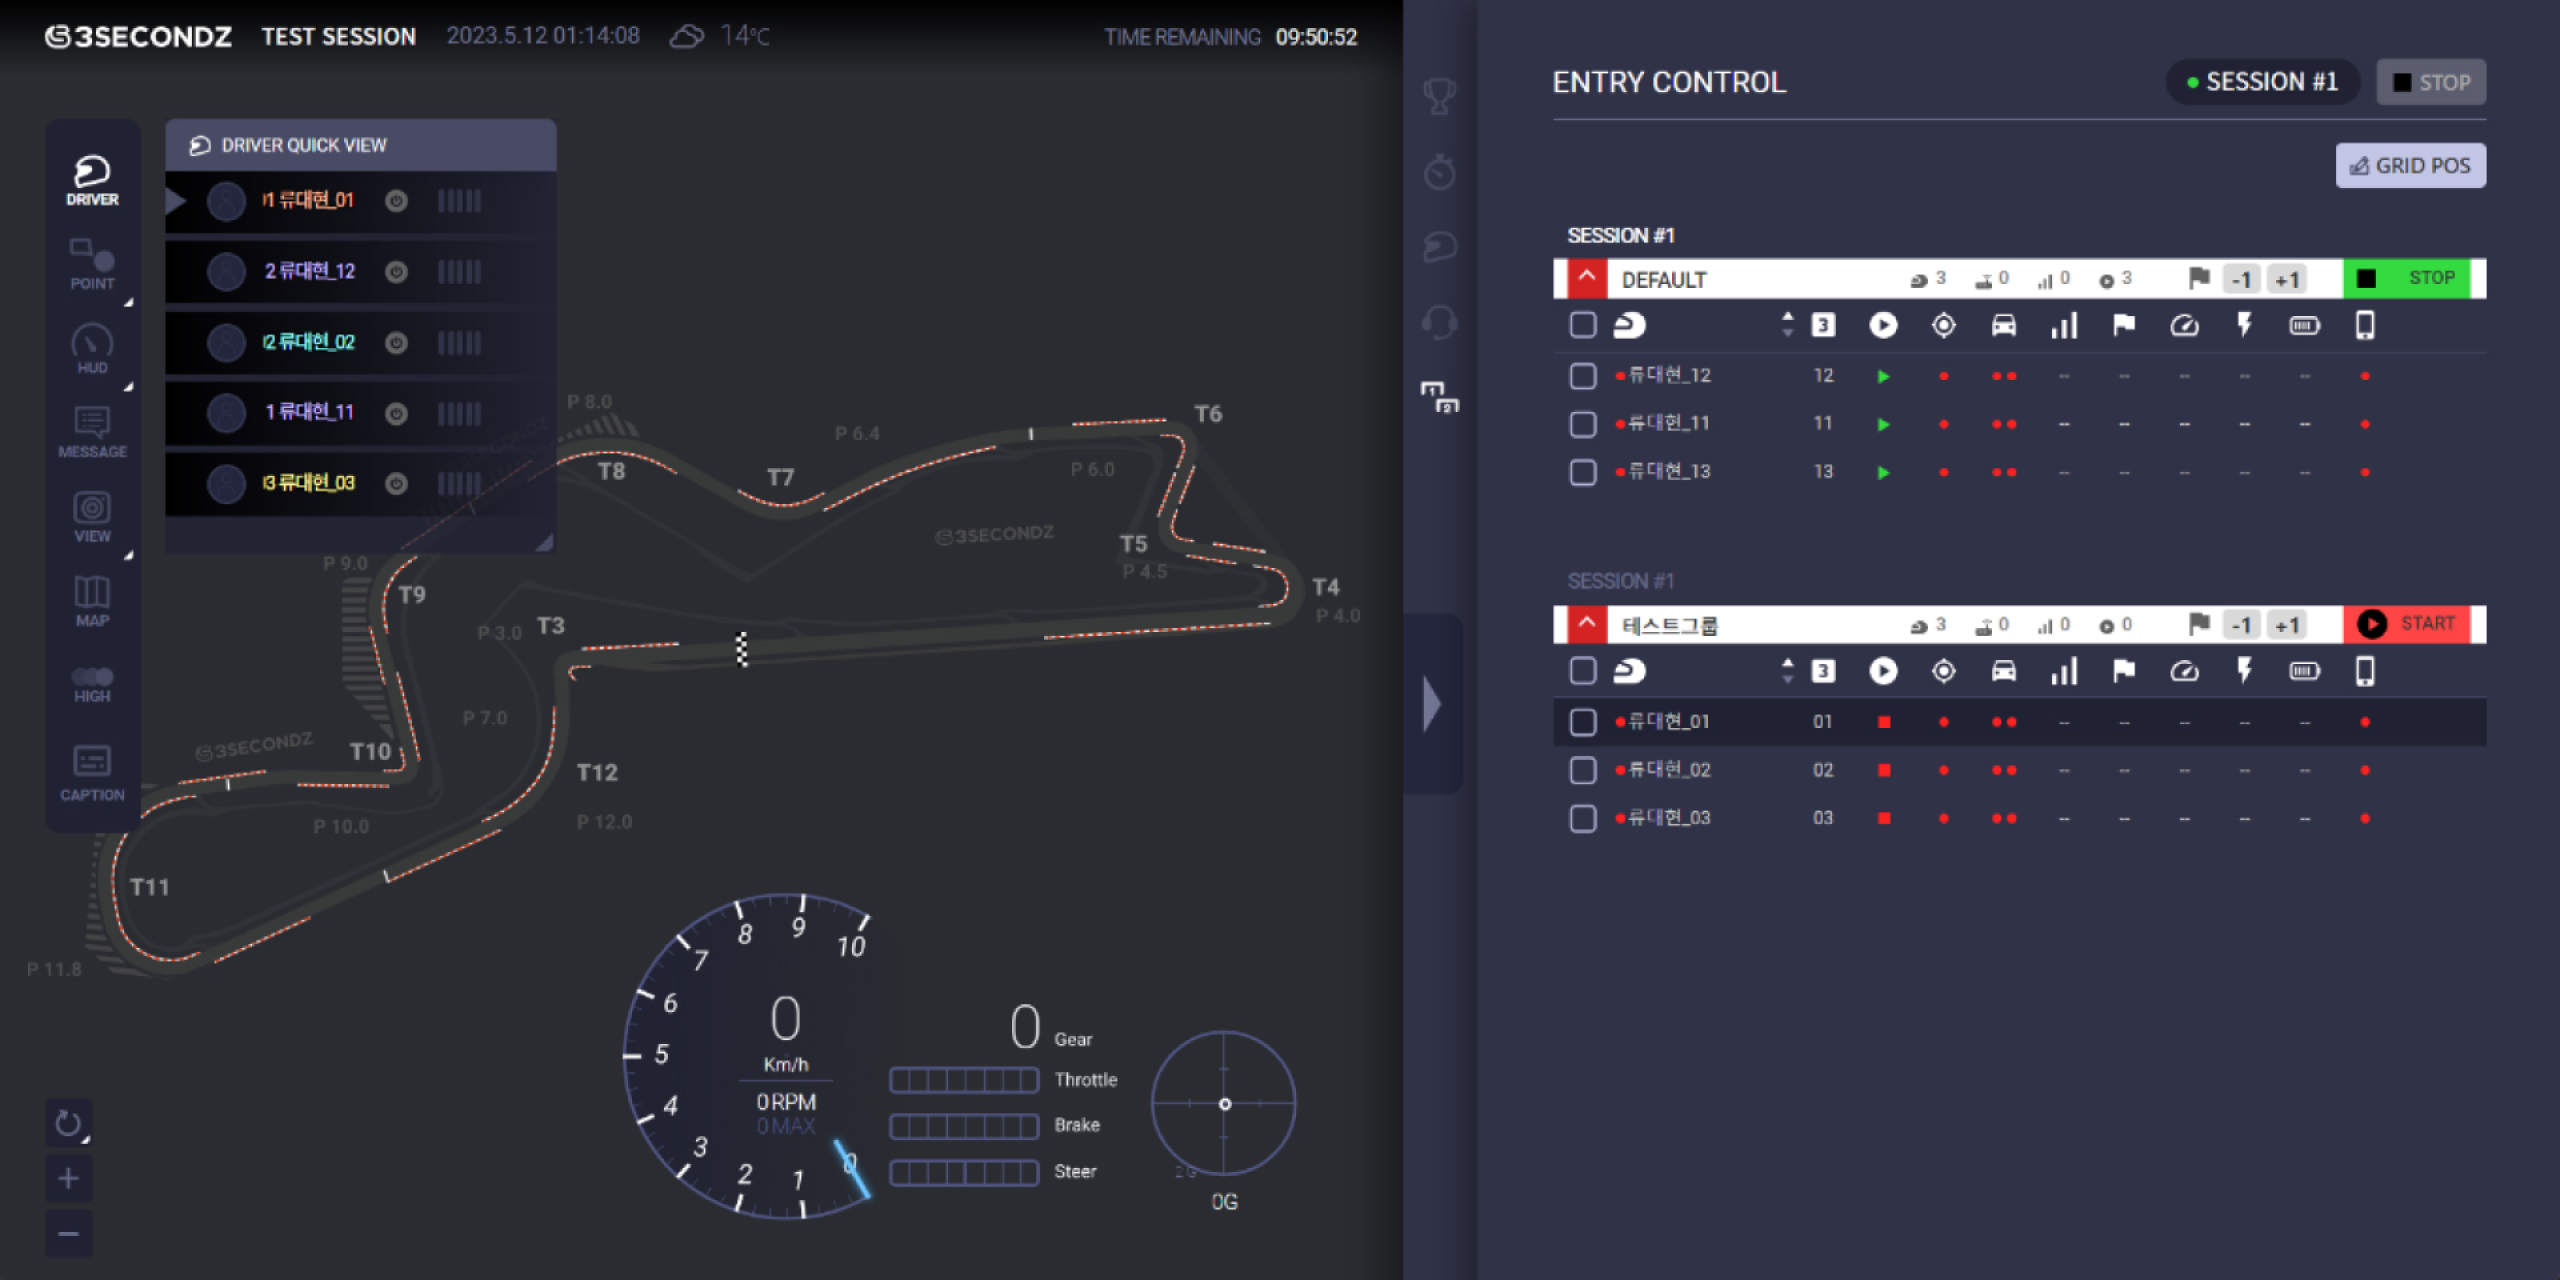 3SECONDZ TEST SESSION 2023.5.12 01:14:08 14°C TIME REMAINING 09:50:52
DRIVER
POINT
HUD
MESSAGE
VIEW
MAP
HIGH
CAPTION
DRIVER QUICK VIEW
류대현_01
2 류대현_12
류대현_02
1 류대현_11
류대현_03
P 8.0
T8
P 6.4
T7
T6
P 6.0
3SECONDZ
T5
P 4.5
T4
P 4.0
P 9.0
T9
P 3.0
T3
P 7.0
3SECONDZ
T10
T12
P 10.0
P 12.0
T11
P 11.8
10
9
8
7
6
5
4
3
2
1
0
0
Km/h
0 RPM
0 MAX
0 Gear
Throttle
Brake
Steer
2G
0G
ENTRY CONTROL SESSION #1 STOP
GRID POS
SESSION #1
DEFAULT 3 0 0 3 -1 +1 STOP
3
류대현_12 12 -- -- -- -- --
류대현_11 11 -- -- -- -- --
류대현_13 13 -- -- -- -- --
SESSION #1
테스트그룹 3 0 0 0 -1 +1 START
3
류대현_01 01 -- -- -- -- --
류대현_02 02 -- -- -- -- --
류대현_03 03 -- -- -- -- --
1
2